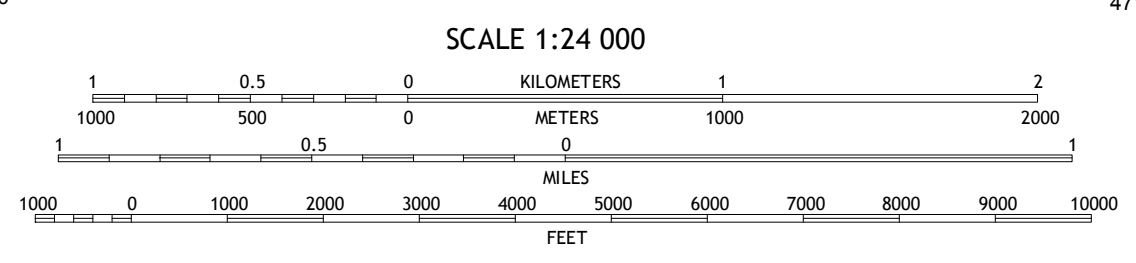 47
SCALE 1:24 000
1 0.5 0 KILOMETERS 1 2
1000 500 0 METERS 1000 2000
1 0.5 0 1
MILES
1000 0 1000 2000 3000 4000 5000 6000 7000 8000 9000 10000
FEET